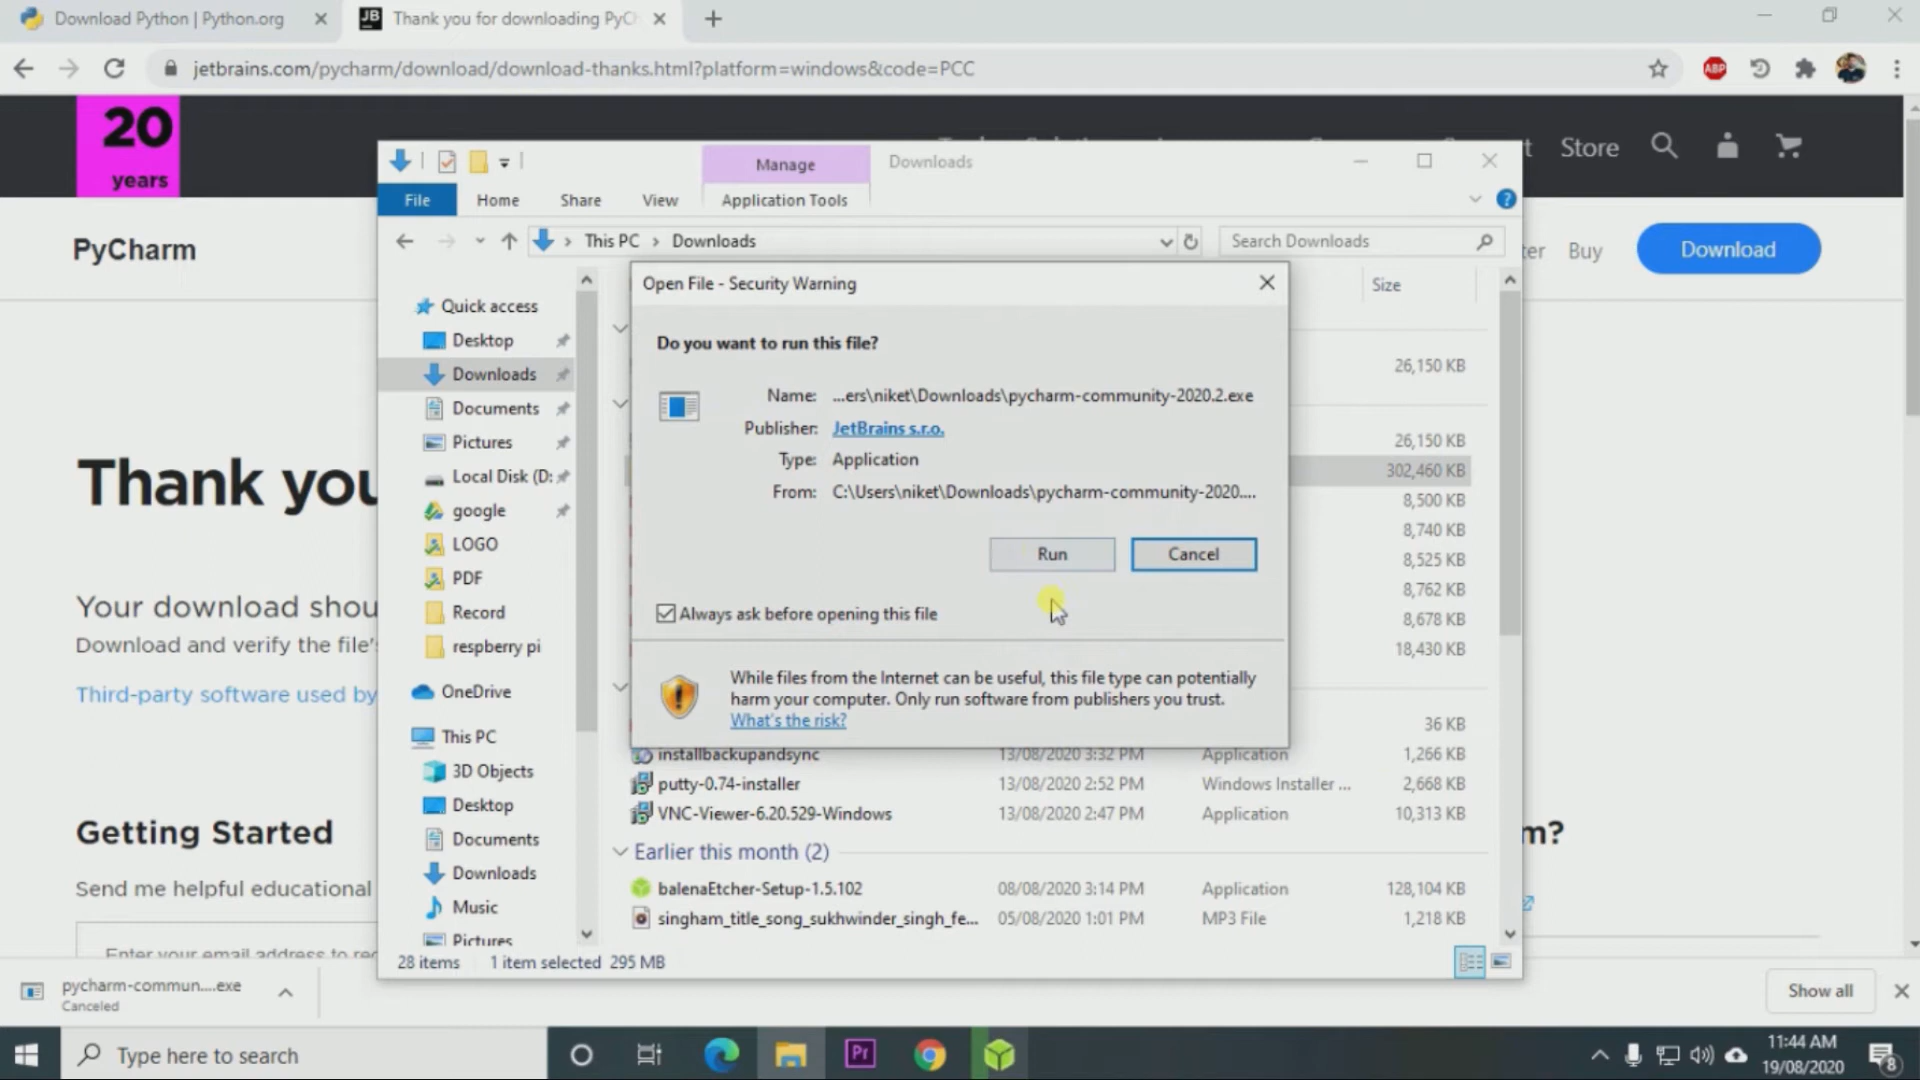 Download Python | Python.org
JB
Thank you for downloading PyCh
jetbrains.com/pycharm/download/download-thanks.html?platform=windows&code=PCC
ABP
20
years
Store
PyCharm
Buy
Download
Manage
Downloads
File
Home
Share
View
Application Tools
This PC
Downloads
Search Downloads
Open File - Security Warning
Size
Quick access
Desktop
Downloads
Documents
Pictures
Local Disk (D:
google
LOGO
PDF
Record
respberry pi
OneDrive
This PC
3D Objects
Desktop
Documents
Downloads
Music
Pictures
Do you want to run this file?
Name: ...ers\niket\Downloads\pycharm-community-2020.2.exe
Publisher: JetBrains s.r.o.
Type: Application
From: C:\Users\niket\Downloads\pycharm-community-2020....
Run
Cancel
Always ask before opening this file
While files from the Internet can be useful, this file type can potentially
harm your computer. Only run software from publishers you trust.
What's the risk?
26,150 KB
26,150 KB
302,460 KB
8,500 KB
8,740 KB
8,525 KB
8,762 KB
8,678 KB
18,430 KB
36 KB
installbackupandsync 13/08/2020 3:32 PM Application 1,266 KB
putty-0.74-installer 13/08/2020 2:52 PM Windows Installer ... 2,668 KB
VNC-Viewer-6.20.529-Windows 13/08/2020 2:47 PM Application 10,313 KB
Earlier this month (2)
balenaEtcher-Setup-1.5.102 08/08/2020 3:14 PM Application 128,104 KB
singham_title_song_sukhwinder_singh_fe... 05/08/2020 1:01 PM MP3 File 1,218 KB
28 items 1 item selected 295 MB
Thank you
Your download shou
Download and verify the file's
Third-party software used by
Getting Started
m?
Send me helpful educational
Enter your email address to rec
pycharm-commun....exe
Canceled
Show all
Type here to search
Pr
11:44 AM
19/08/2020
8